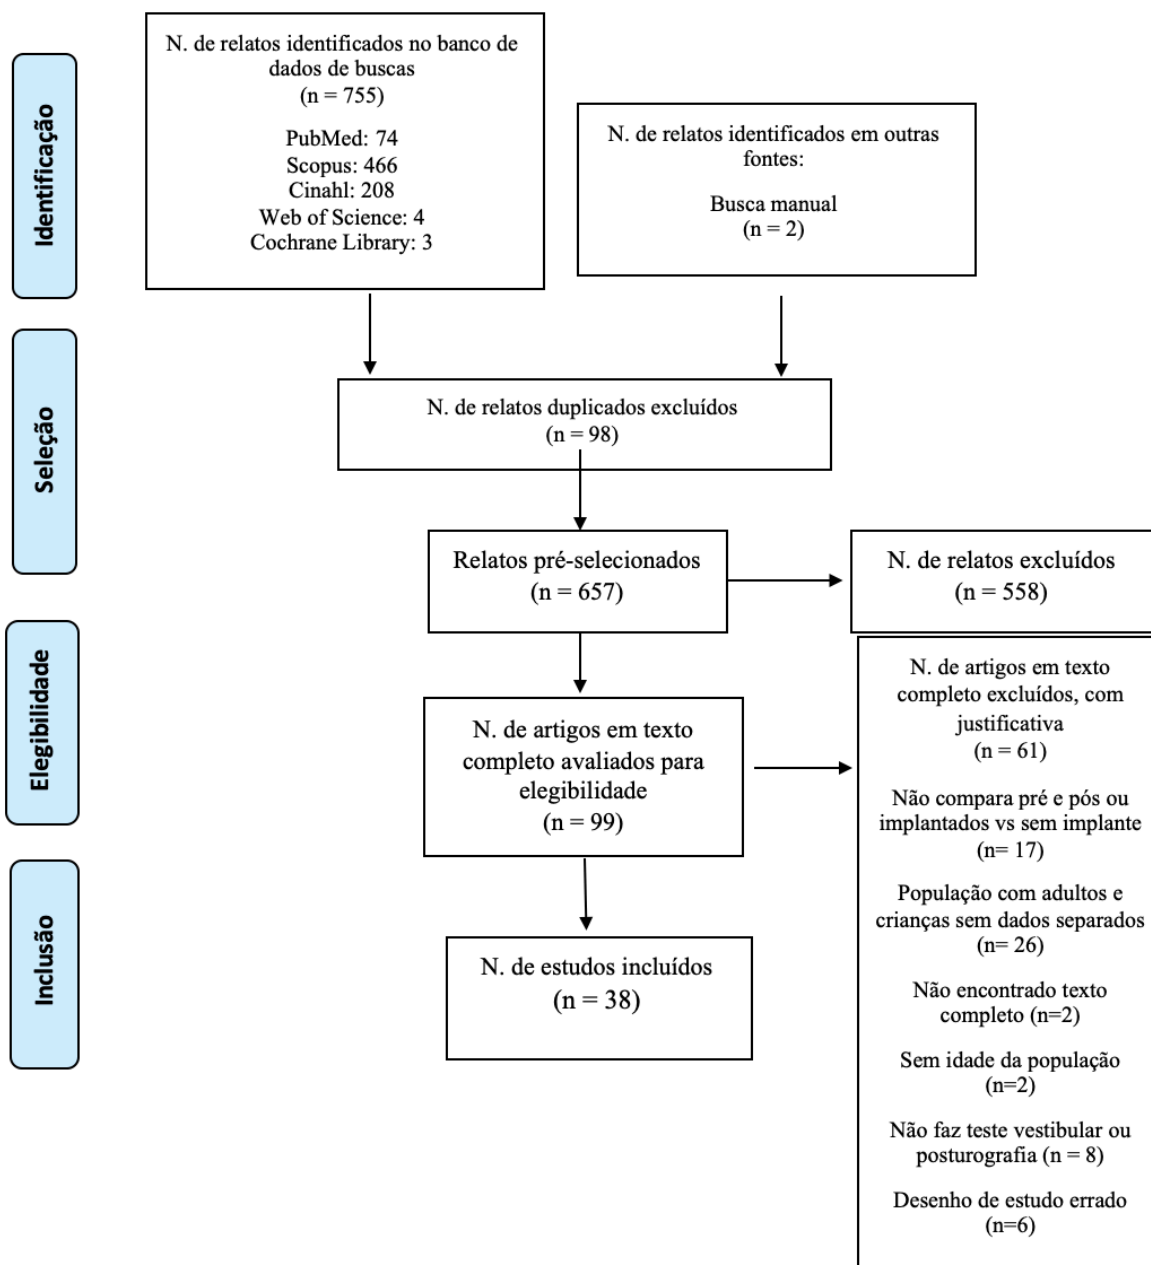 Identificação
N. de relatos identificados no banco de
dados de buscas
(n = 755)
PubMed: 74
Scopus: 466
Cinahl: 208
Web of Science: 4
Cochrane Library: 3
N. de relatos identificados em outras
fontes:
Busca manual
(n = 2)
Seleção
N. de relatos duplicados excluídos
(n = 98)
Relatos pré-selecionados
(n = 657)
N. de relatos excluídos
(n = 558)
Elegibilidade
N. de artigos em texto
completo avaliados para
elegibilidade
(n = 99)
N. de artigos em texto
completo excluídos, com
justificativa
(n = 61)
Não compara pré e pós ou
implantados vs sem implante
(n= 17)
População com adultos e
crianças sem dados separados
(n= 26)
Não encontrado texto
completo (n=2)
Sem idade da população
(n=2)
Não faz teste vestibular ou
posturografia (n = 8)
Desenho de estudo errado
(n=6)
Inclusão
N. de estudos incluídos
(n = 38)